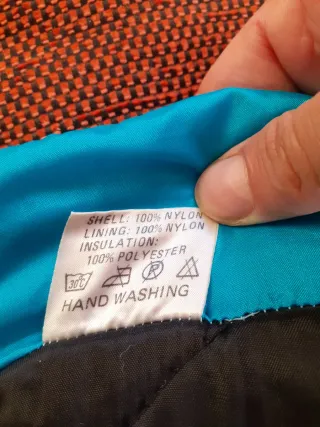 SHELL: 100% NYLON
LINING: 100% NYLON
INSULATION:
100% POLYESTER
30°C R A
HAND WASHING